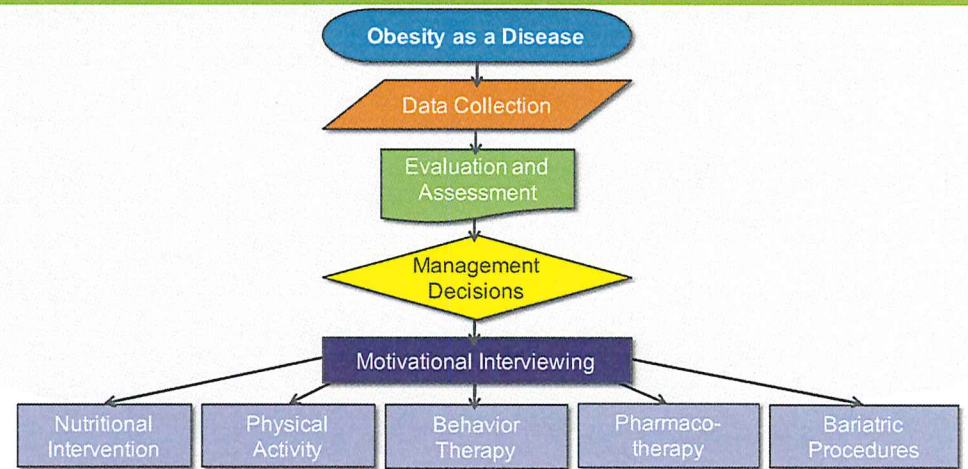 Obesity as a Disease
Data Collection
Evaluation and
Assessment
Management
Decisions
Motivational Interviewing
Nutritional
Intervention
Physical
Activity
Behavior
Therapy
Pharmaco-
therapy
Bariatric
Procedures